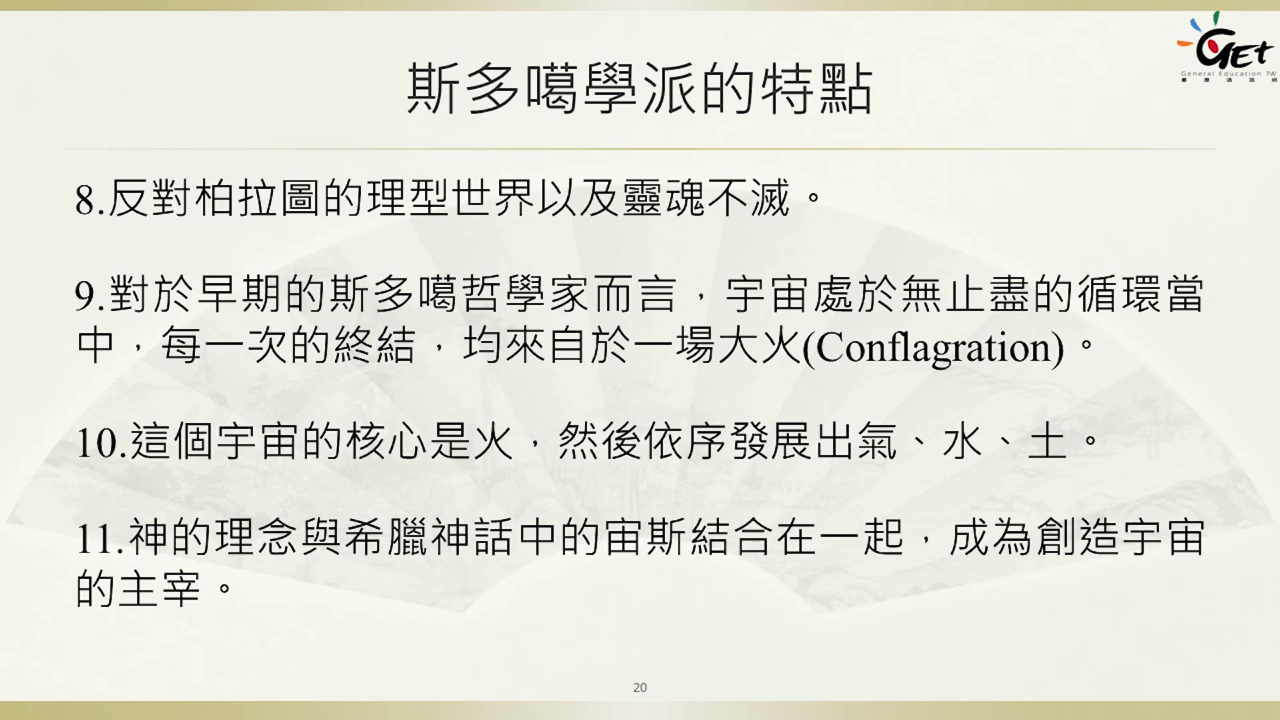 GET
General Education TW
斯多噶學派的特點
8.反對柏拉圖的理型世界以及靈魂不滅。
9.對於早期的斯多噶哲學家而言，宇宙處於無止盡的循環當
中，每一次的終結，均來自於一場大火(Conflagration)。
10.這個宇宙的核心是火，然後依序發展出氣、水、土。
11.神的理念與希臘神話中的宙斯結合在一起，成為創造宇宙
的主宰。
20